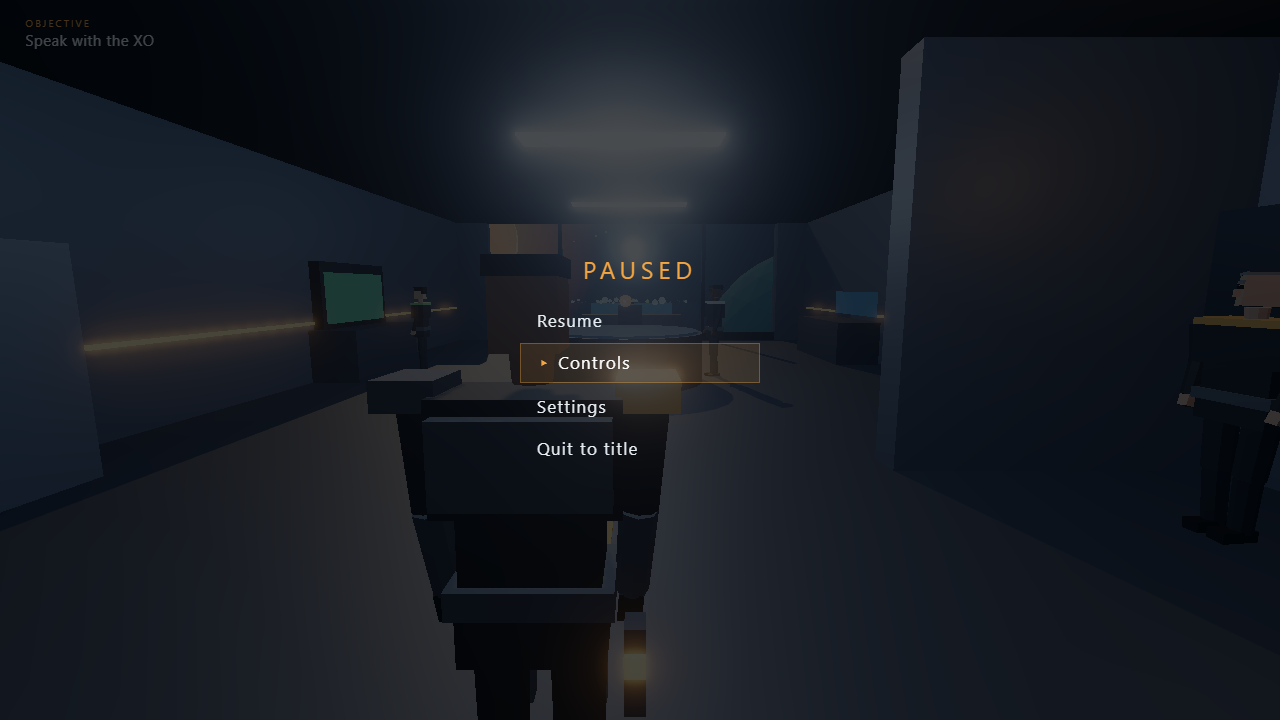 OBJECTIVE
Speak with the XO
PAUSED
Resume
Controls
Settings
Quit to title